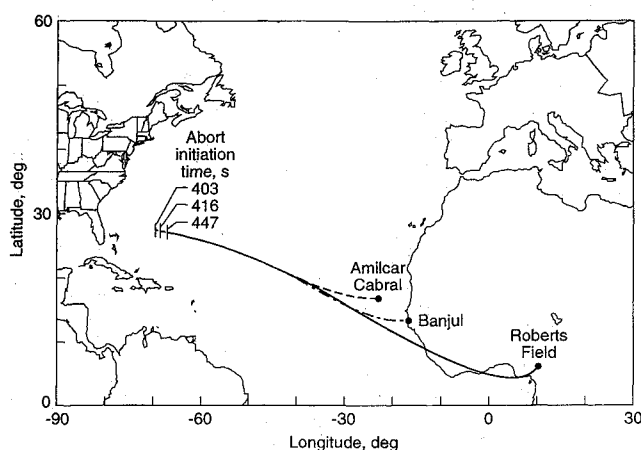 60
Abort
initiation
time, s
403
416
447
Latitude, deg
30
Amilcar
Cabral
Banjul
Roberts
Field
0
-90
-60
-30
0
30
Longitude, deg